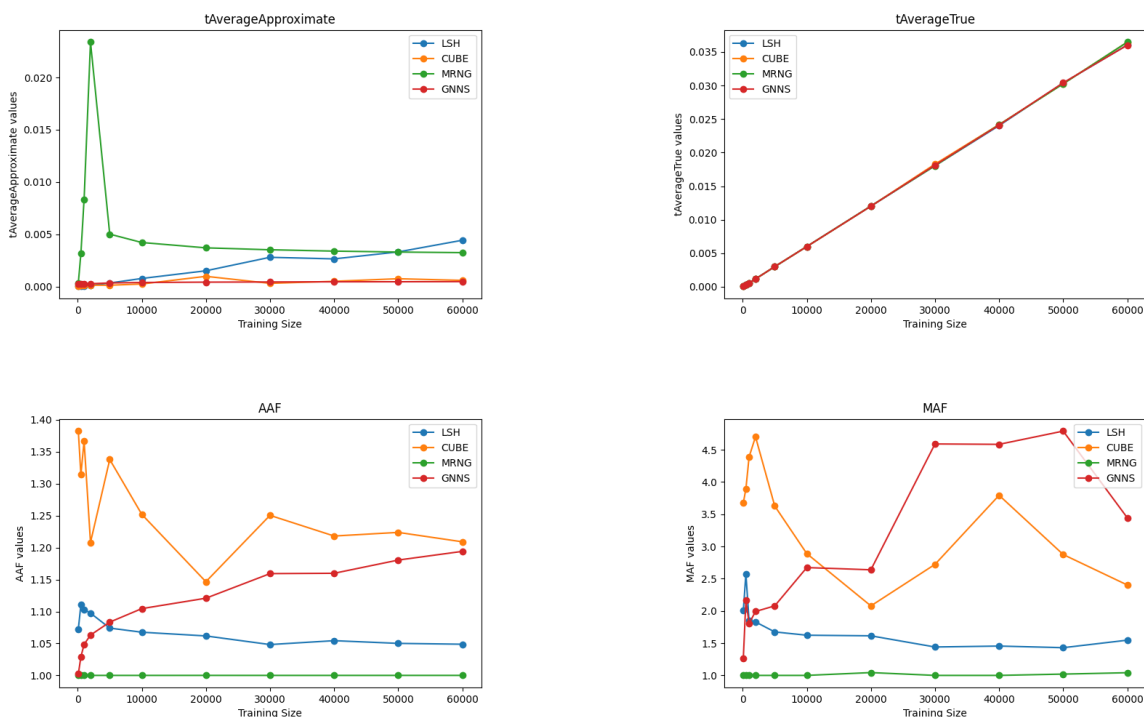 tAverageApproximate
tAverageApproximate values
0.020
0.015
0.010
0.005
0.000
LSH
CUBE
MRNG
GNNS
0 10000 20000 30000 40000 50000 60000
Training Size
tAverageTrue
tAverageTrue values
0.035
0.030
0.025
0.020
0.015
0.010
0.005
0.000
LSH
CUBE
MRNG
GNNS
0 10000 20000 30000 40000 50000 60000
Training Size
AAF
AAF values
1.40
1.35
1.30
1.25
1.20
1.15
1.10
1.05
1.00
LSH
CUBE
MRNG
GNNS
0 10000 20000 30000 40000 50000 60000
Training Size
MAF
MAF values
4.5
4.0
3.5
3.0
2.5
2.0
1.5
1.0
LSH
CUBE
MRNG
GNNS
0 10000 20000 30000 40000 50000 60000
Training Size